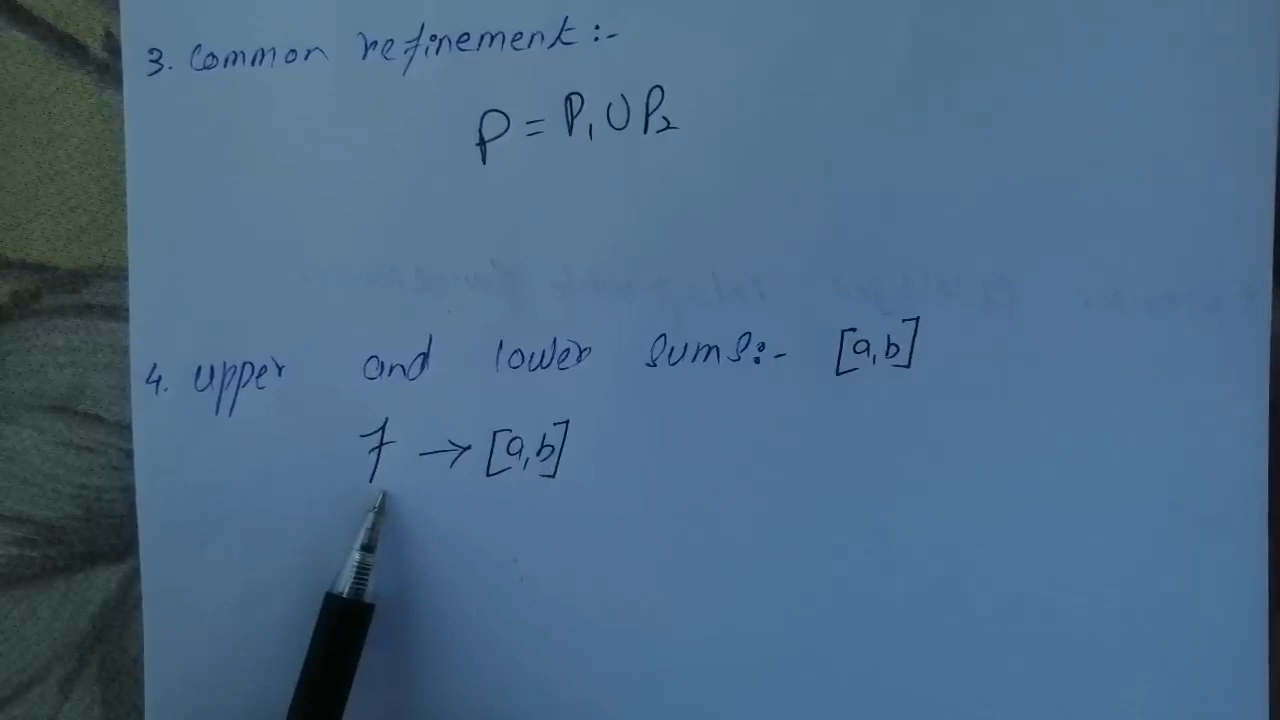 3. Common refinement :-
P = P₁ ∪ P₂
4. upper and lower sums :- [a,b]
f → [a,b]